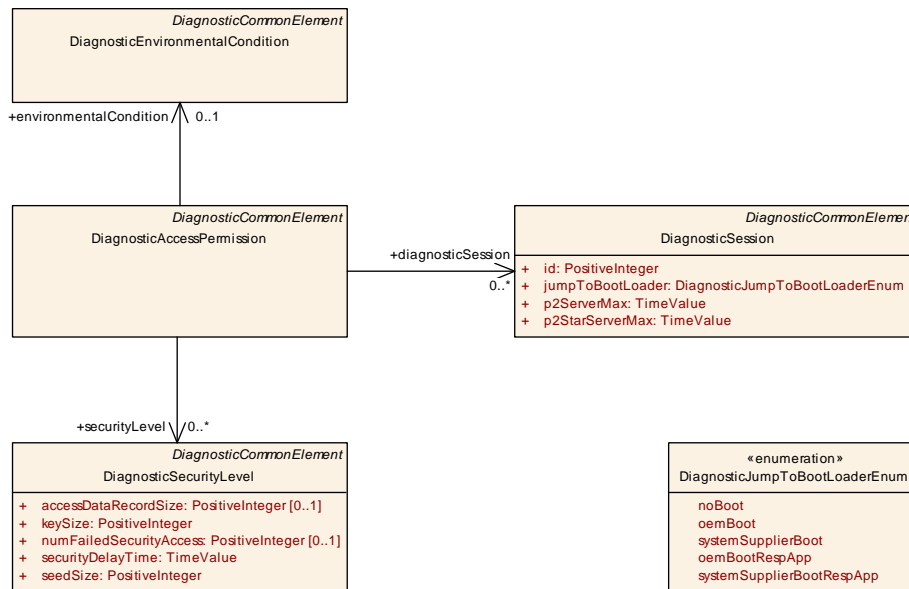 DiagnosticCommonElement
DiagnosticEnvironmentalCondition
+environmentalCondition 0..1
DiagnosticCommonElement
DiagnosticAccessPermission
+diagnosticSession
0..*
DiagnosticCommonElemen
DiagnosticSession
+ id: PositiveInteger
+ jumpToBootLoader: DiagnosticJumpToBootLoaderEnum
+ p2ServerMax: TimeValue
+ p2StarServerMax: TimeValue
+securityLevel 0..*
DiagnosticCommonElement
DiagnosticSecurityLevel
+ accessDataRecordSize: PositiveInteger [0..1]
+ keySize: PositiveInteger
+ numFailedSecurityAccess: PositiveInteger [0..1]
+ securityDelayTime: TimeValue
+ seedSize: PositiveInteger
«enumeration»
DiagnosticJumpToBootLoaderEnum
noBoot
oemBoot
systemSupplierBoot
oemBootRespApp
systemSupplierBootRespApp